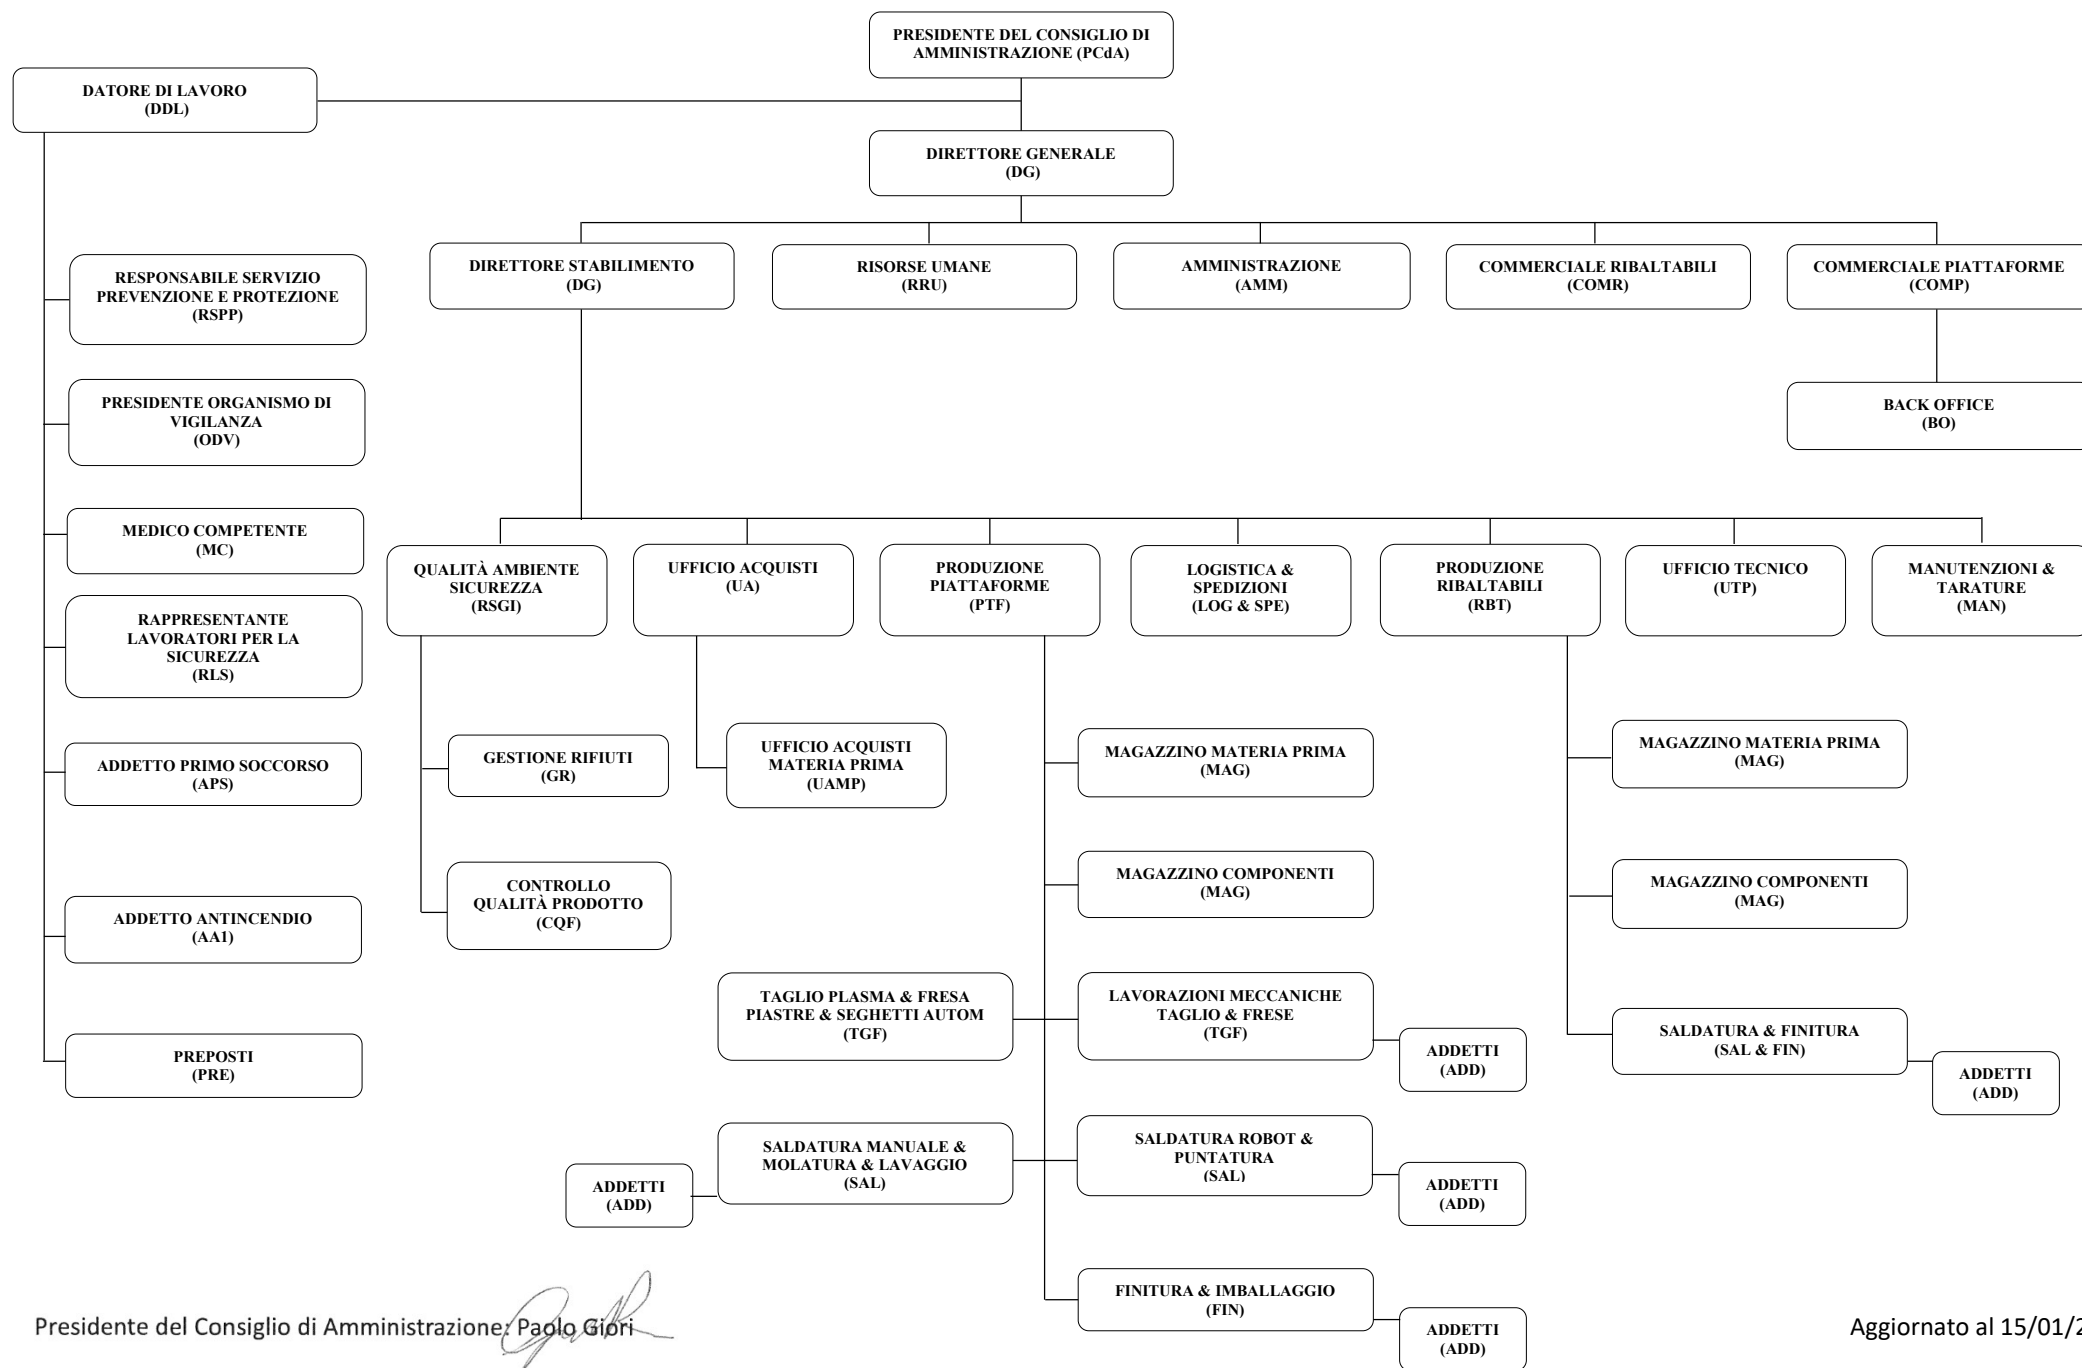 PRESIDENTE DEL CONSIGLIO DI
AMMINISTRAZIONE (PCdA)
DATORE DI LAVORO
(DDL)
DIRETTORE GENERALE
(DG)
RESPONSABILE SERVIZIO
PREVENZIONE E PROTEZIONE
(RSPP)
PRESIDENTE ORGANISMO DI
VIGILANZA
(ODV)
MEDICO COMPETENTE
(MC)
RAPPRESENTANTE
LAVORATORI PER LA
SICUREZZA
(RLS)
ADDETTO PRIMO SOCCORSO
(APS)
ADDETTO ANTINCENDIO
(AA1)
PREPOSTI
(PRE)
DIRETTORE STABILIMENTO
(DG)
RISORSE UMANE
(RRU)
AMMINISTRAZIONE
(AMM)
COMMERCIALE RIBALTABILI
(COMR)
COMMERCIALE PIATTAFORME
(COMP)
BACK OFFICE
(BO)
QUALITÀ AMBIENTE
SICUREZZA
(RSGI)
UFFICIO ACQUISTI
(UA)
PRODUZIONE
PIATTAFORME
(PTF)
LOGISTICA &
SPEDIZIONI
(LOG & SPE)
PRODUZIONE
RIBALTABILI
(RBT)
UFFICIO TECNICO
(UTP)
MANUTENZIONI &
TARATURE
(MAN)
GESTIONE RIFIUTI
(GR)
CONTROLLO
QUALITÀ PRODOTTO
(CQF)
UFFICIO ACQUISTI
MATERIA PRIMA
(UAMP)
MAGAZZINO MATERIA PRIMA
(MAG)
MAGAZZINO COMPONENTI
(MAG)
TAGLIO PLASMA & FRESA
PIASTRE & SEGHETTI AUTOM
(TGF)
LAVORAZIONI MECCANICHE
TAGLIO & FRESE
(TGF)
ADDETTI
(ADD)
SALDATURA MANUALE &
MOLATURA & LAVAGGIO
(SAL)
ADDETTI
(ADD)
SALDATURA ROBOT &
PUNTATURA
(SAL)
ADDETTI
(ADD)
FINITURA & IMBALLAGGIO
(FIN)
ADDETTI
(ADD)
MAGAZZINO MATERIA PRIMA
(MAG)
MAGAZZINO COMPONENTI
(MAG)
SALDATURA & FINITURA
(SAL & FIN)
ADDETTI
(ADD)
Presidente del Consiglio di Amministrazione: Paolo Giori
Aggiornato al 15/01/2